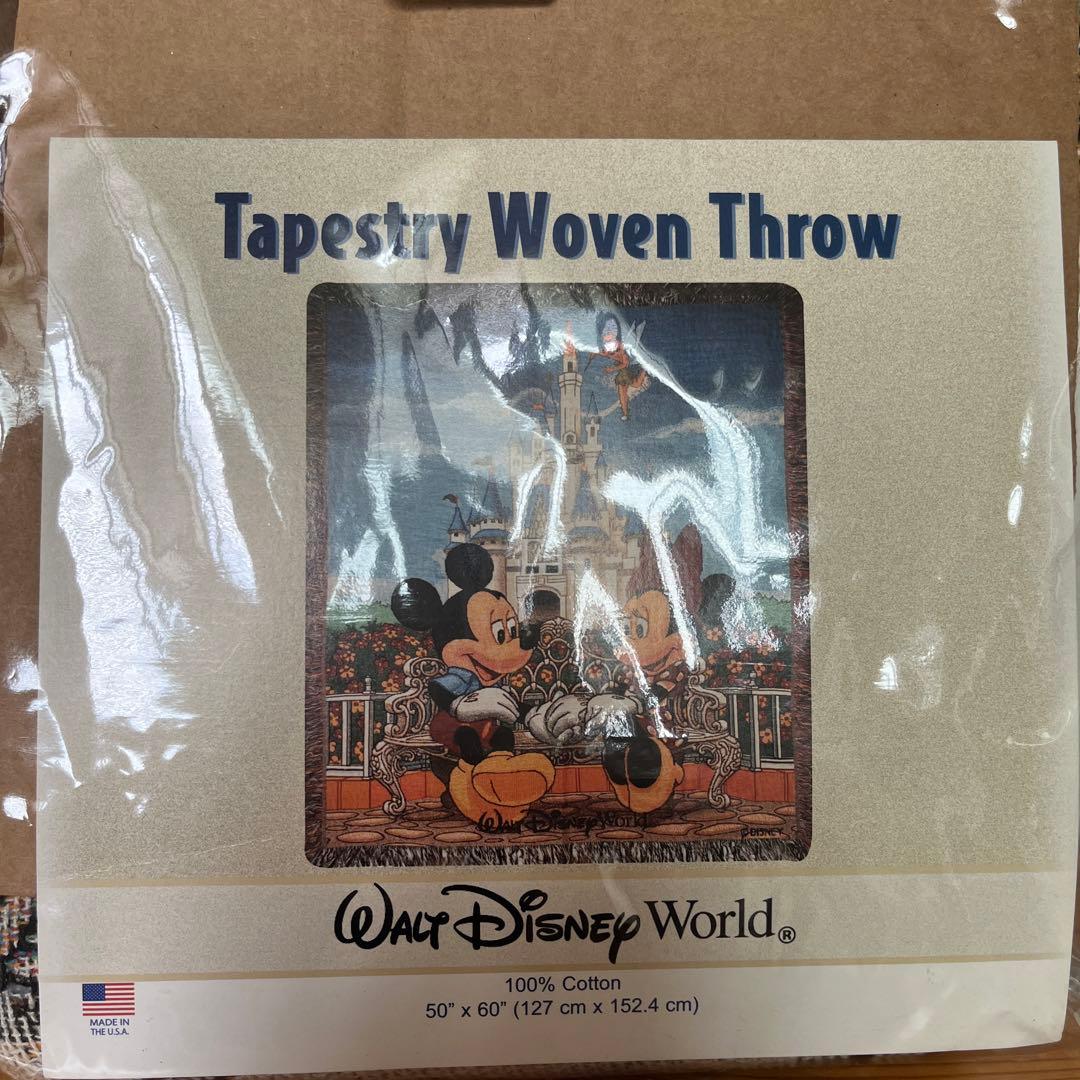 Tapestry Woven Throw
Walt Disney World
©DISNEY
Walt Disney World®
100% Cotton
50” x 60” (127 cm x 152.4 cm)
MADE IN
THE U.S.A.